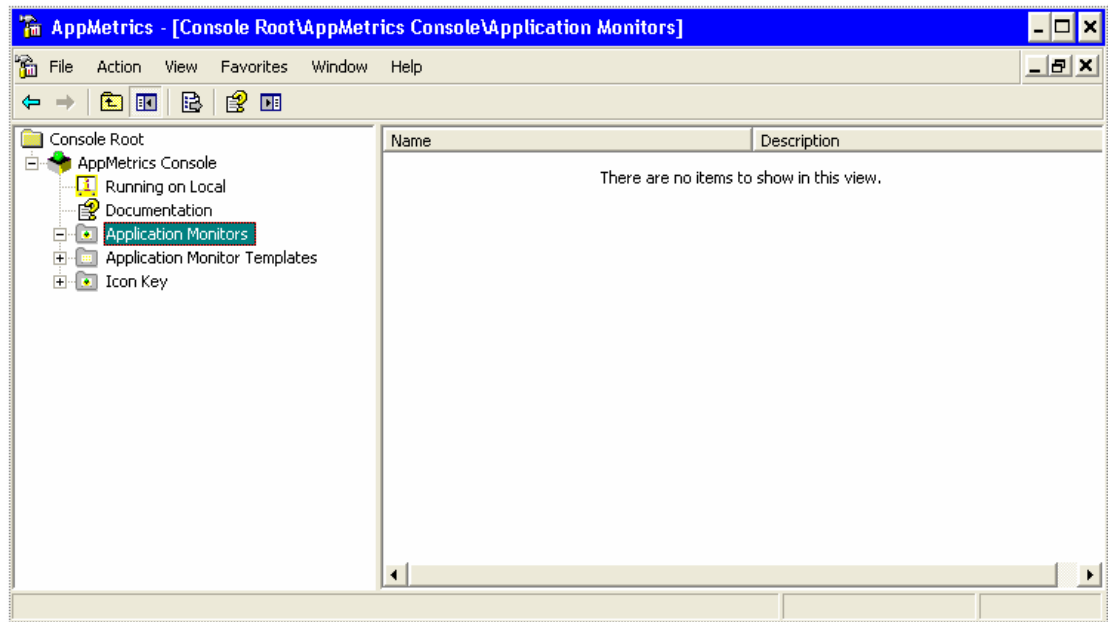 AppMetrics - [Console Root\AppMetrics Console\Application Monitors]
File Action View Favorites Window Help
Console Root
AppMetrics Console
Running on Local
Documentation
Application Monitors
Application Monitor Templates
Icon Key
Name Description
There are no items to show in this view.